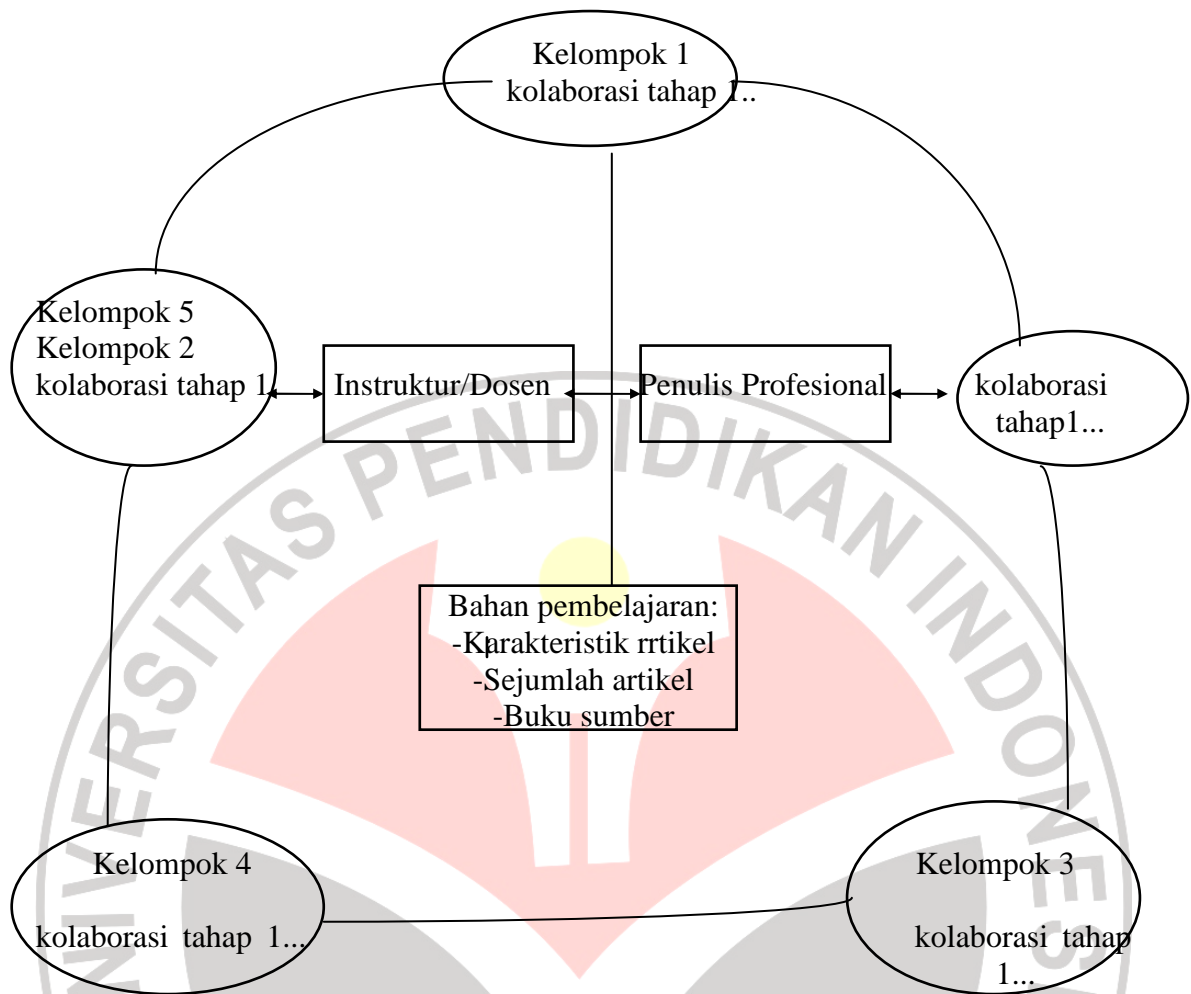 Kelompok 1
kolaborasi tahap 1..
Kelompok 5
Kelompok 2
kolaborasi tahap 1
Instruktur/Dosen
Penulis Profesional
kolaborasi
tahap1...
Bahan pembelajaran:
-Karakteristik rrtikel
-Sejumlah artikel
-Buku sumber
Kelompok 4
kolaborasi tahap 1...
Kelompok 3
kolaborasi tahap
1...
UNIVERSITAS PENDIDIKAN INDONES